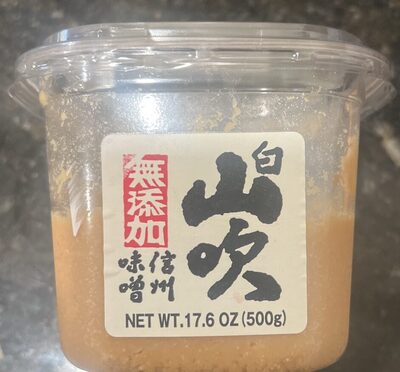 白
山吹
無添加
信州
味噌
NET WT.17.6 OZ (500g)